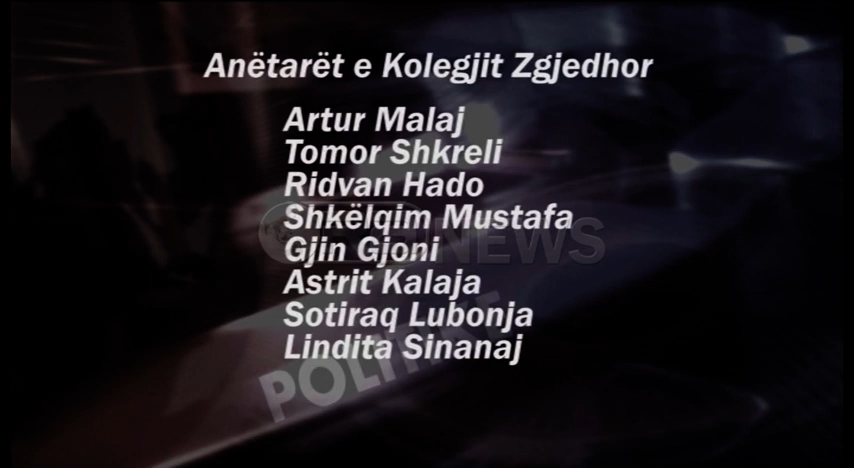 Anëtarët e Kolegjit Zgjedhor
Artur Malaj
Tomor Shkreli
Ridvan Hado
Shkëlqim Mustafa
Gjin Gjoni
Astrit Kalaja
Sotiraq Lubonja
Lindita Sinanaj
NEWS